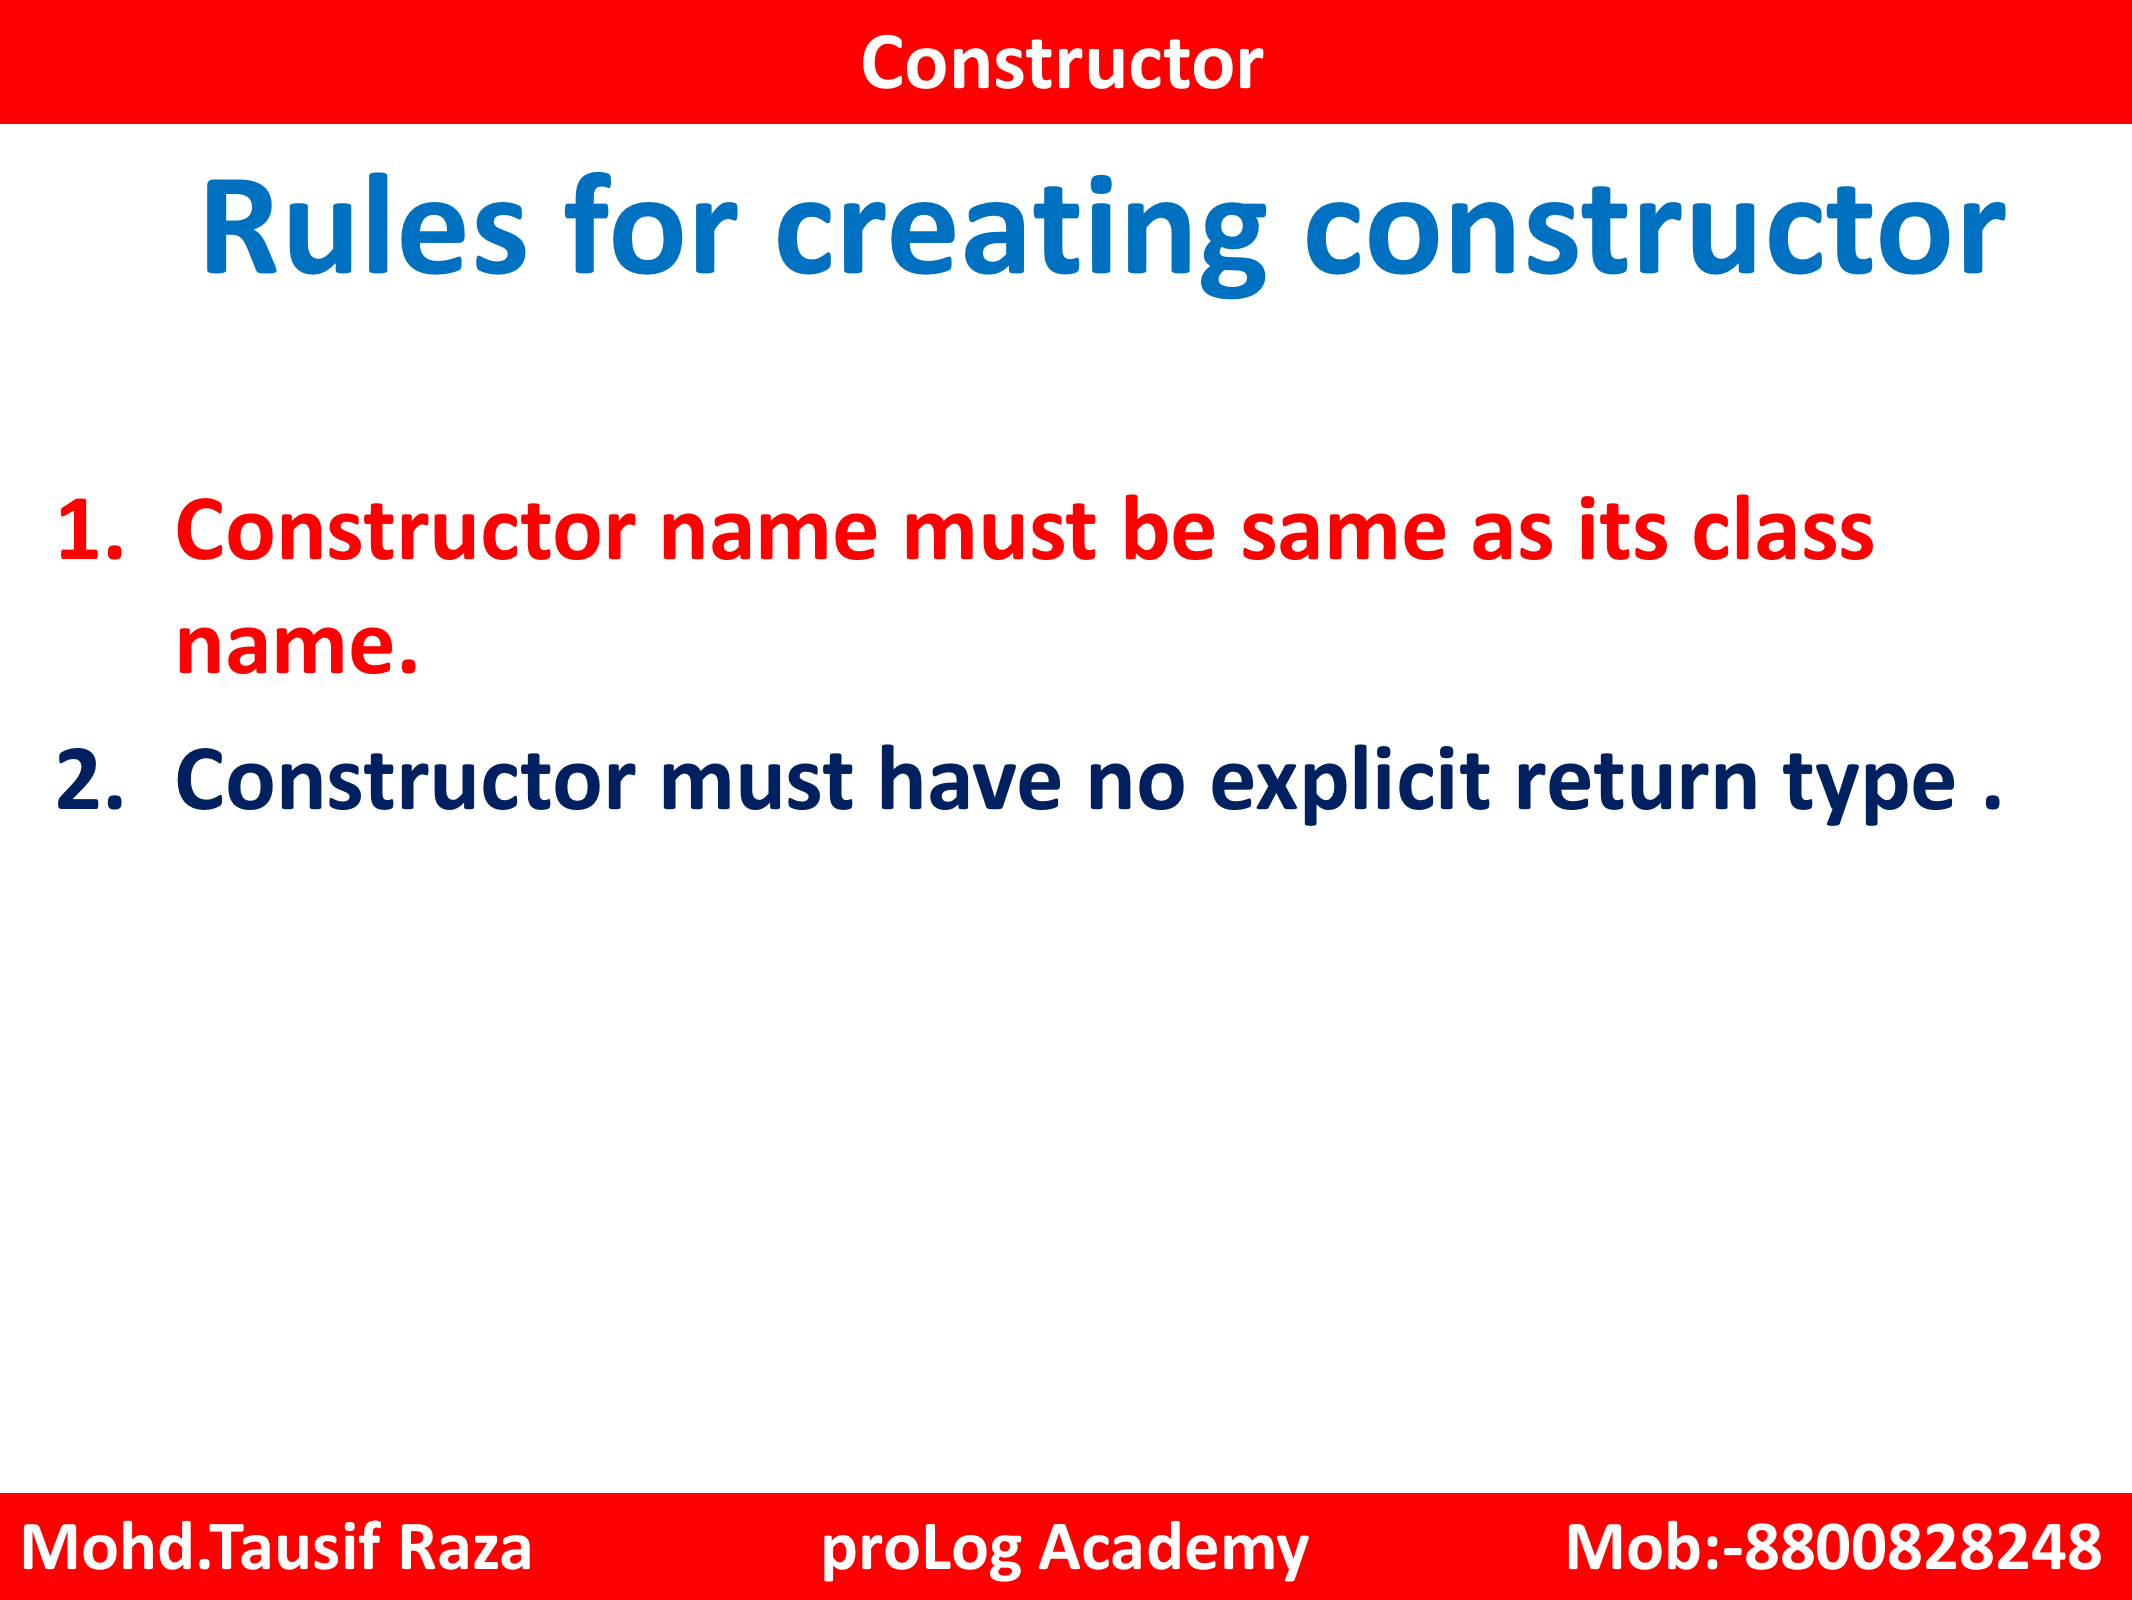 Constructor
Rules for creating constructor
1. Constructor name must be same as its class
name.
2. Constructor must have no explicit return type .
Mohd.Tausif Raza proLog Academy Mob:-8800828248